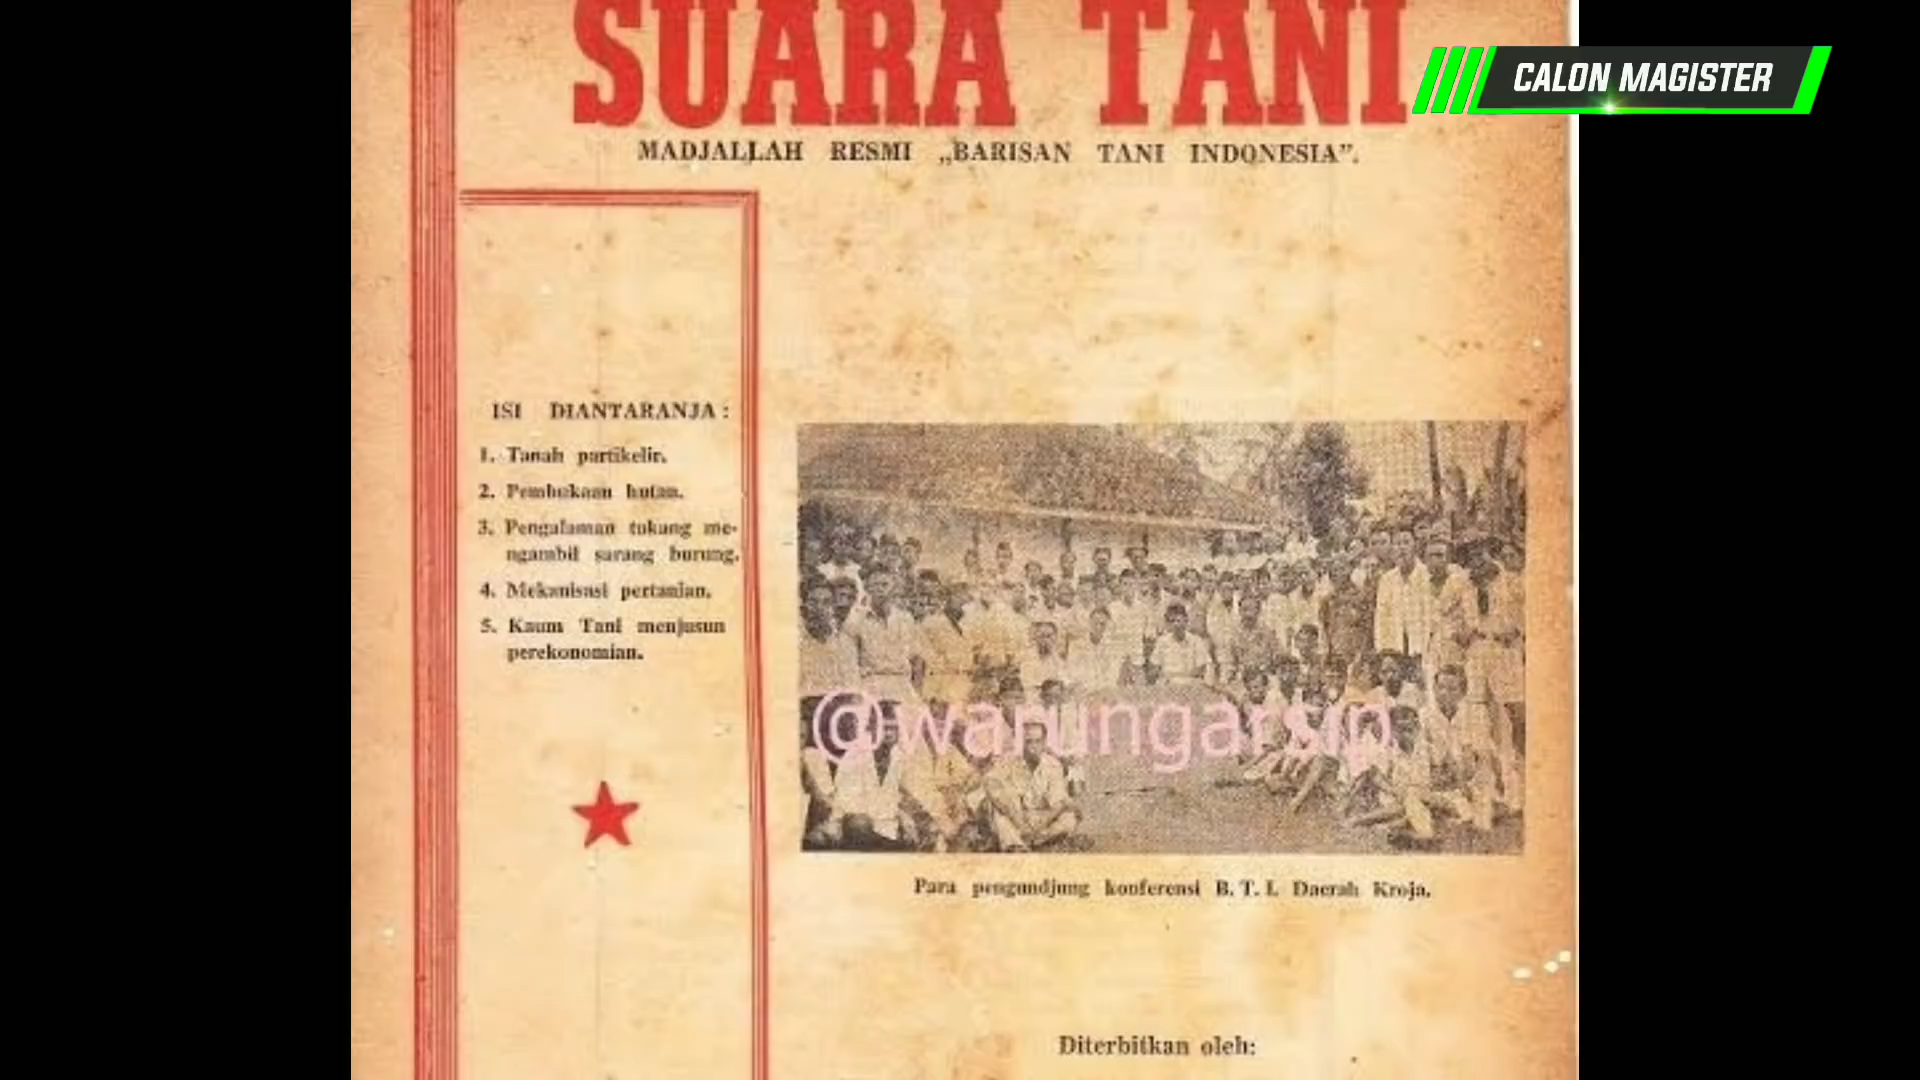 SUARA TANI
CALON MAGISTER
MADJALLAH RESMI „BARISAN TANI INDONESIA”.
ISI DIANTARANJA :
1. Tanah partikelir.
2. Pembukaan hutan.
3. Pengalaman tukang me-
ngambil sarang burung.
4. Mekanisasi pertanian.
5. Kaum Tani menjusun
perekonomian.
@warungarsip
Para pengundjung konferensi B. T. I. Daerah Kroja.
Diterbitkan oleh: